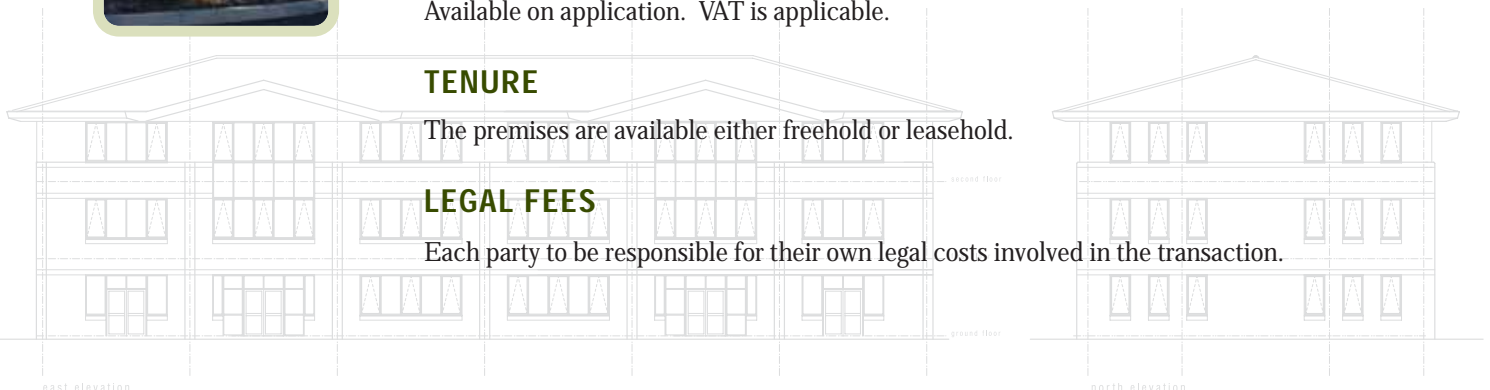 Available on application. VAT is applicable.
TENURE
The premises are available either freehold or leasehold.
second floor
LEGAL FEES
Each party to be responsible for their own legal costs involved in the transaction.
ground floor
east elevation
north elevation